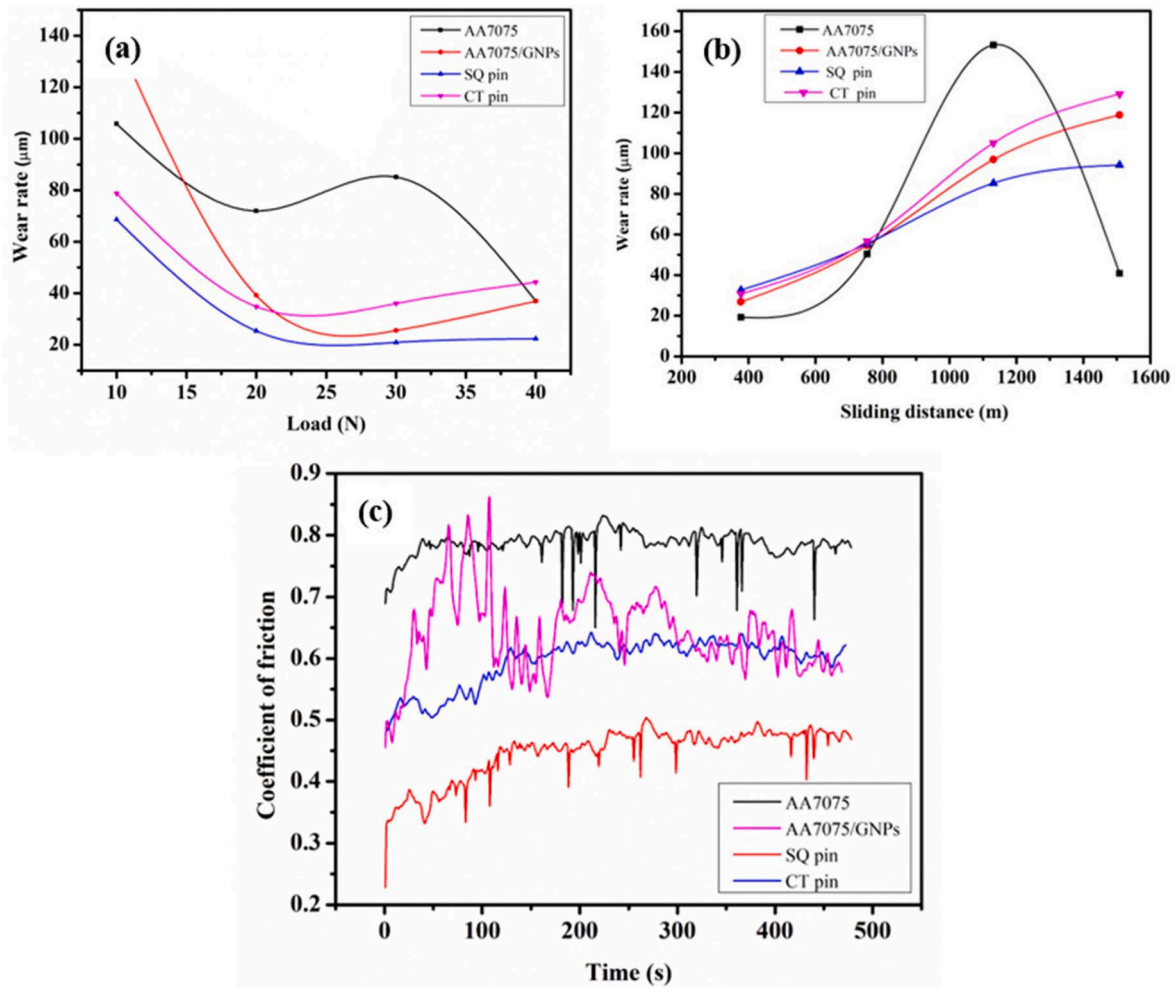 (a)
AA7075
AA7075/GNPs
SQ pin
CT pin
Wear rate (μm)
140
120
100
80
60
40
20
10
15
20
25
30
35
40
Load (N)
(b)
AA7075
AA7075/GNPs
SQ pin
CT pin
Wear rate (μm)
160
140
120
100
80
60
40
20
0
200
400
600
800
1000
1200
1400
1600
Sliding distance (m)
(c)
Coefficient of friction
0.9
0.8
0.7
0.6
0.5
0.4
0.3
0.2
AA7075
AA7075/GNPs
SQ pin
CT pin
0
100
200
300
400
500
Time (s)